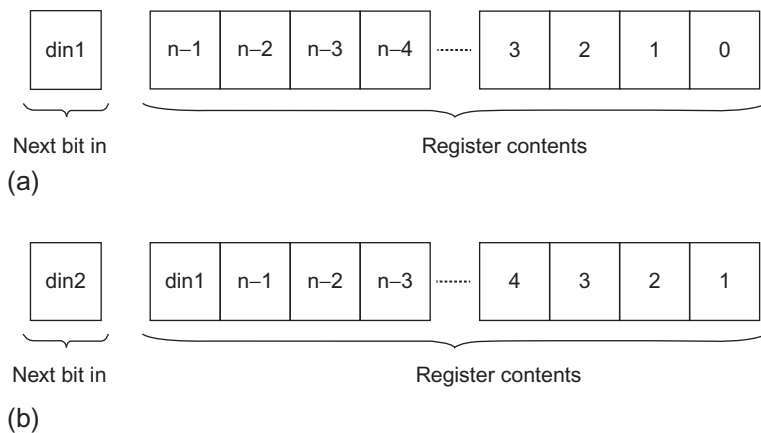 din1 n–1 n–2 n–3 n–4 3 2 1 0
Next bit in Register contents
(a)
din2 din1 n–1 n–2 n–3 4 3 2 1
Next bit in Register contents
(b)